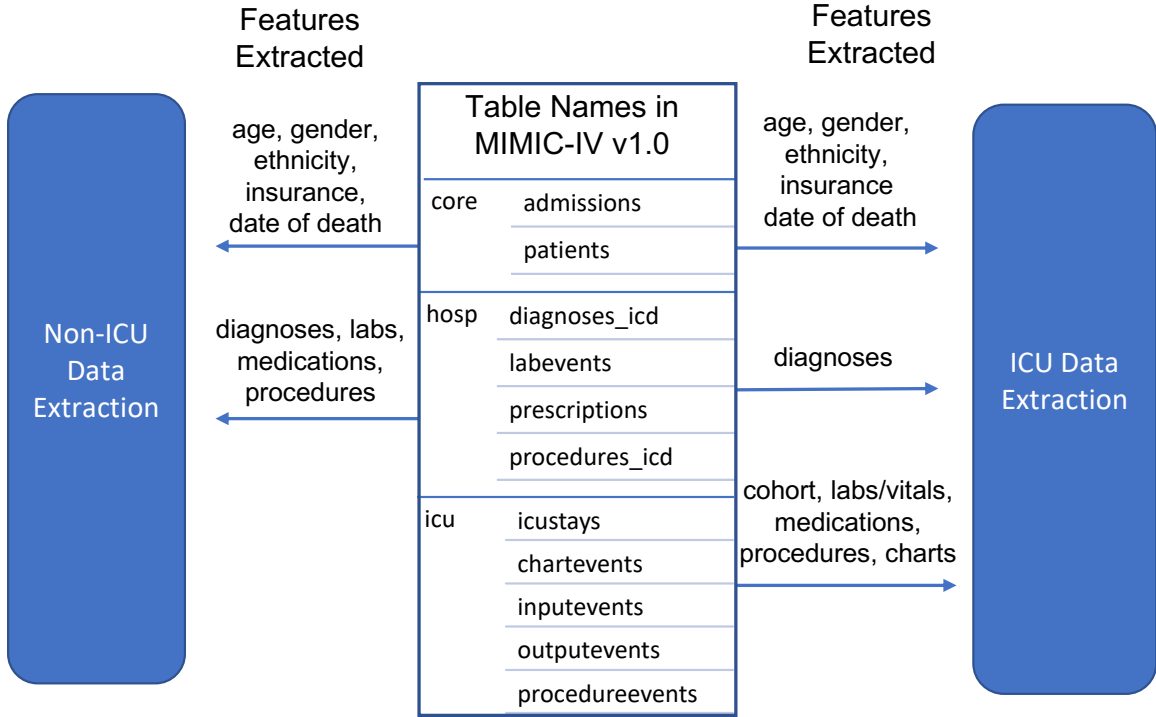 Features
Extracted
Features
Extracted
Table Names in
MIMIC-IV v1.0
age, gender,
ethnicity,
insurance,
date of death
core
admissions
patients
age, gender,
ethnicity,
insurance
date of death
Non-ICU
Data
Extraction
diagnoses, labs,
medications,
procedures
hosp
diagnoses_icd
labevents
prescriptions
procedures_icd
diagnoses
ICU Data
Extraction
icu
icustays
chartevents
inputevents
outputevents
procedureevents
cohort, labs/vitals,
medications,
procedures, charts